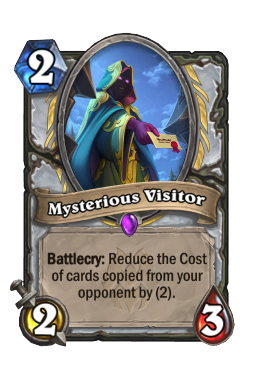 2
Mysterious Visitor
Battlecry: Reduce the Cost
of cards copied from your
opponent by (2).
2
3